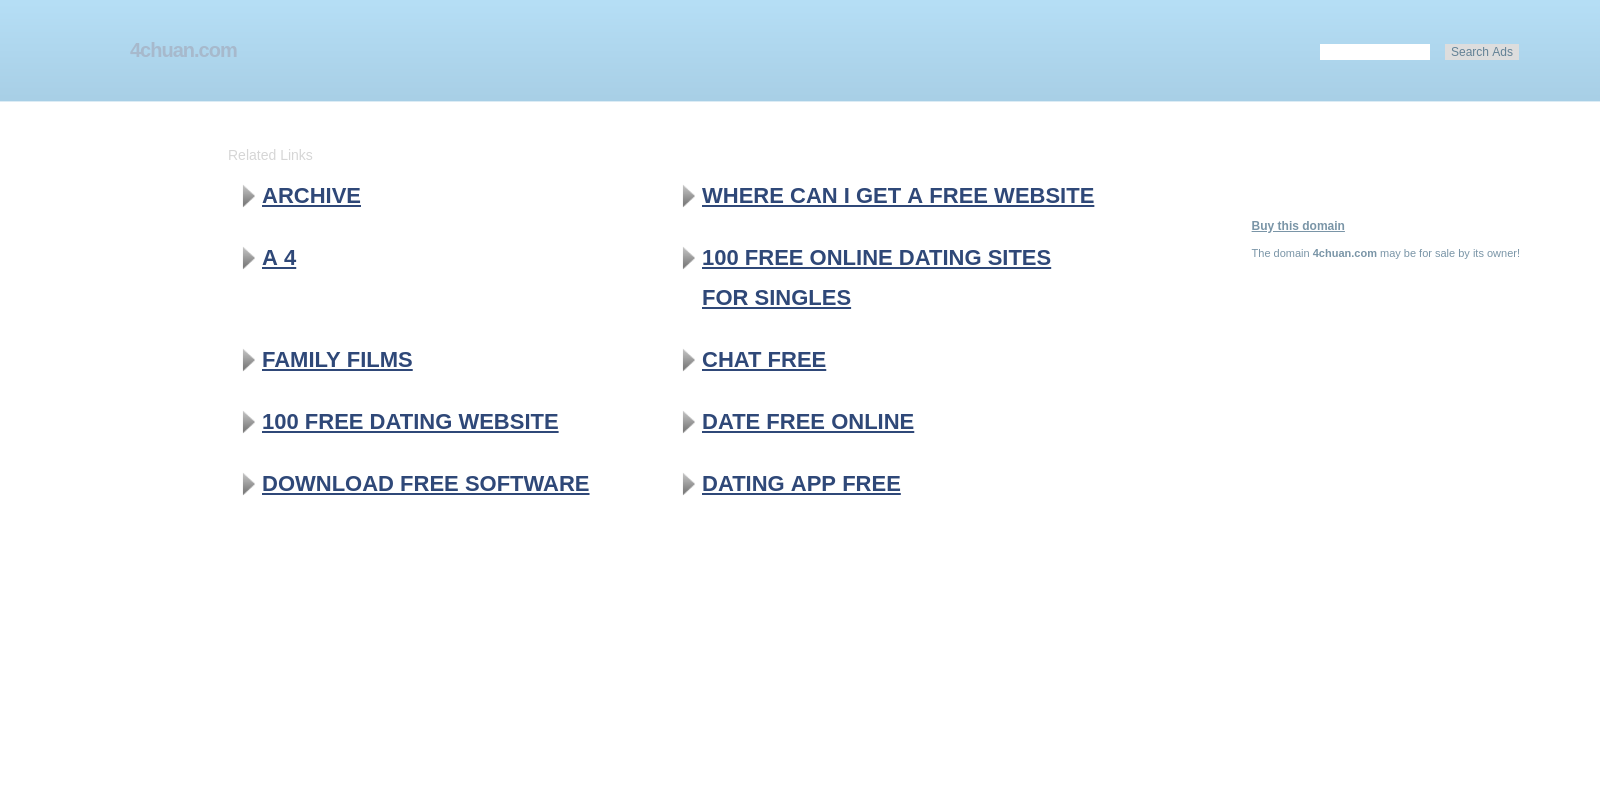 4chuan.com
Search Ads
Related Links
ARCHIVE
WHERE CAN I GET A FREE WEBSITE
A 4
100 FREE ONLINE DATING SITES
FOR SINGLES
FAMILY FILMS
CHAT FREE
100 FREE DATING WEBSITE
DATE FREE ONLINE
DOWNLOAD FREE SOFTWARE
DATING APP FREE
Buy this domain
The domain 4chuan.com may be for sale by its owner!